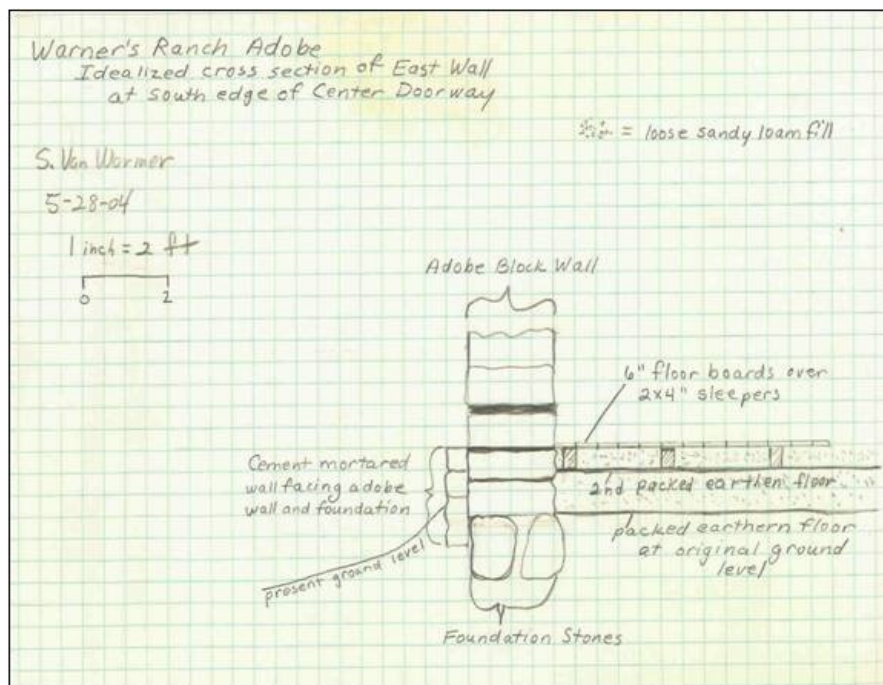 Warner's Ranch Adobe
Idealized cross section of East Wall
at south edge of Center Doorway
= loose sandy loam fill
S. Van Wormer
5-28-04
1 inch = 2 ft
0 2
Adobe Block Wall
6" floor boards over
2x4" sleepers
Cement mortared
wall facing adobe
wall and foundation
2nd packed earthen floor
packed earthern floor
at original ground
level
present ground level
Foundation Stones